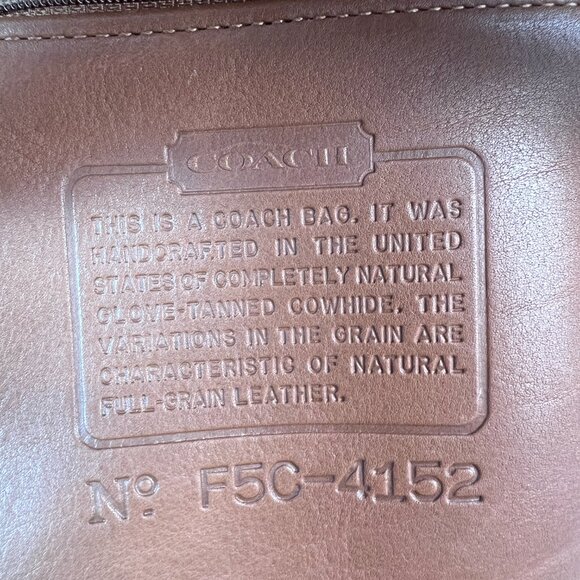 COACH
THIS IS A COACH BAG. IT WAS
HANDCRAFTED IN THE UNITED
STATES OF COMPLETELY NATURAL
GLOVE-TANNED COWHIDE. THE
VARIATIONS IN THE GRAIN ARE
CHARACTERISTIC OF NATURAL
FULL-GRAIN LEATHER.
Nº F5C-4152